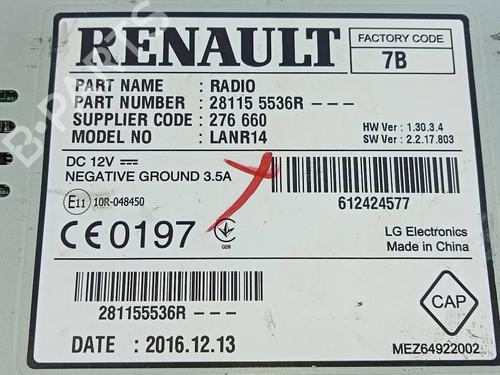 RENAULT
FACTORY CODE
7B
PART NAME : RADIO
PART NUMBER : 28115 5536R - - -
SUPPLIER CODE : 276 660
MODEL NO : LANR14
HW Ver : 1.30.3.4
SW Ver : 2.2.17.803
DC 12V
NEGATIVE GROUND 3.5A
612424577
E11 10R-048450
CE0197
028
LG Electronics
Made in China
281155536R - - -
CAP
DATE : 2016.12.13
MEZ64922002
B-PARTS